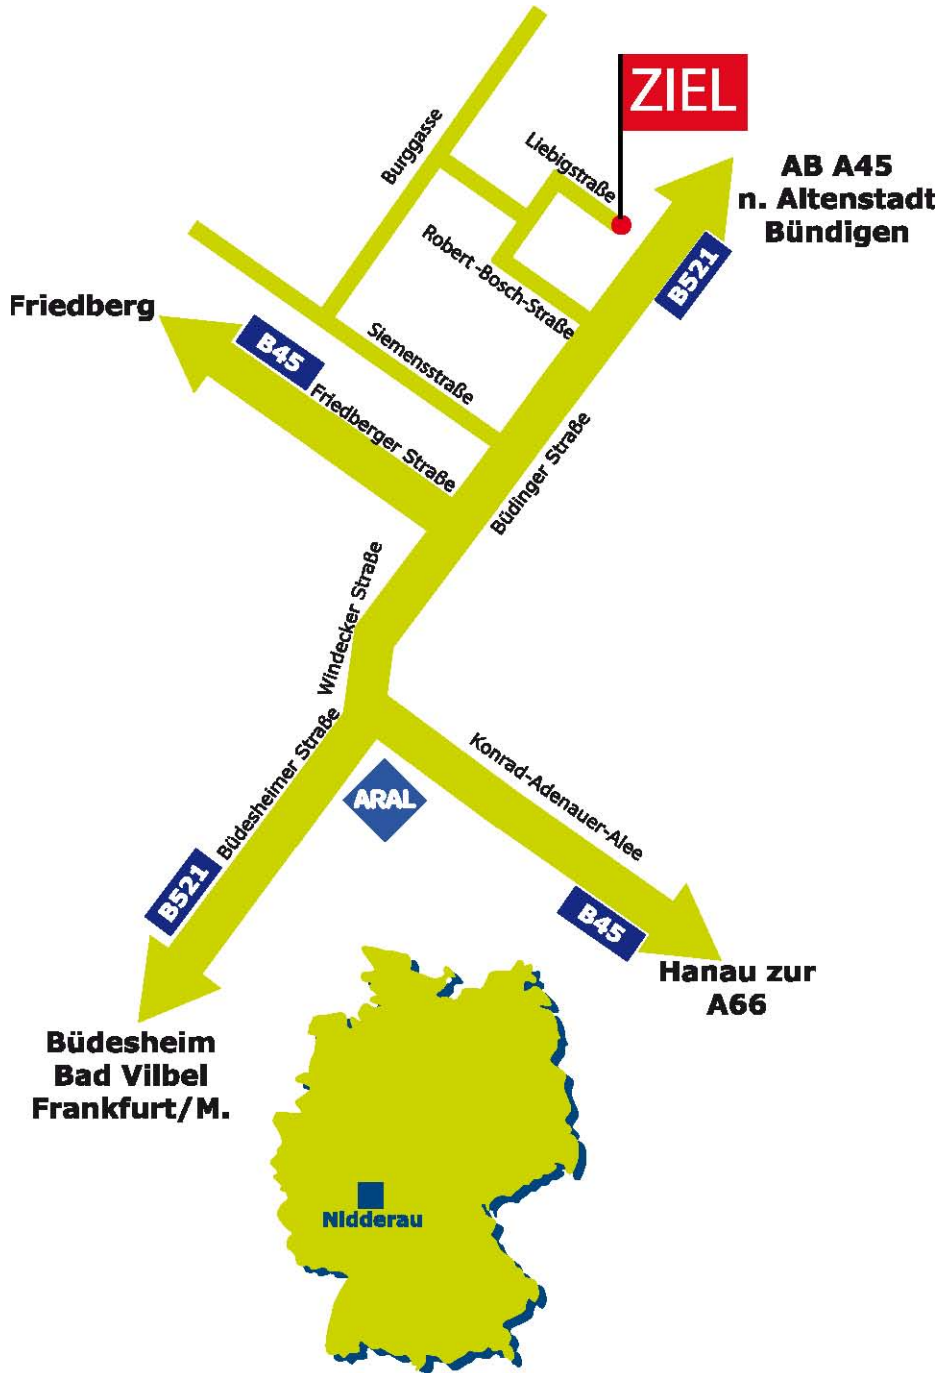 ZIEL
Burggasse
Liebigstraße
AB A45
n. Altenstadt
Bündigen
Robert-Bosch-Straße
B521
Friedberg
B45
Siemensstraße
Friedberger Straße
Büdinger Straße
Windecker Straße
Büdesheimer Straße
Konrad-Adenauer-Alee
ARAL
B521
B45
Hanau zur
A66
Büdesheim
Bad Vilbel
Frankfurt/M.
Nidderau